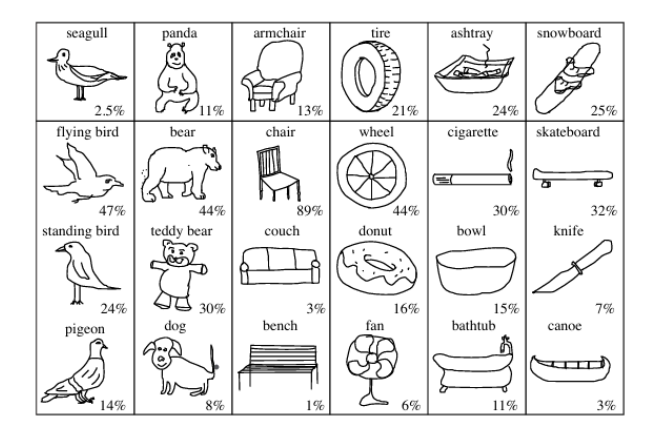 seagull panda armchair tire ashtray snowboard
2.5% 11% 13% 21% 24% 25%
flying bird bear chair wheel cigarette skateboard
47% 44% 89% 44% 30% 32%
standing bird teddy bear couch donut bowl knife
24% 30% 3% 16% 15% 7%
pigeon dog bench fan bathtub canoe
14% 8% 1% 6% 11% 3%